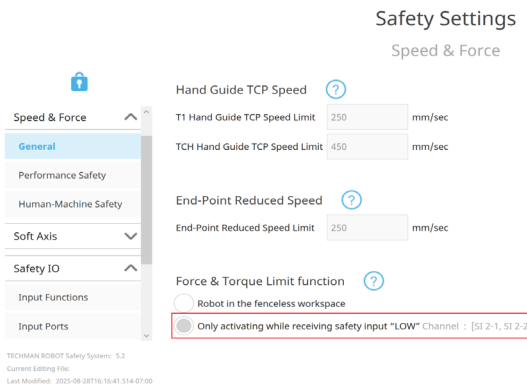 Safety Settings
Speed & Force
Hand Guide TCP Speed ?
Speed & Force
T1 Hand Guide TCP Speed Limit 250 mm/sec
General
TCH Hand Guide TCP Speed Limit 450 mm/sec
Performance Safety
Human-Machine Safety
End-Point Reduced Speed ?
Soft Axis
End-Point Reduced Speed Limit 250 mm/sec
Safety IO
Force & Torque Limit function ?
Input Functions
Robot in the fenceless workspace
Input Ports
Only activating while receiving safety input "LOW" Channel : [SI 2-1, SI 2-2
TECHMAN ROBOT Safety System: 5.2
Current Editing File:
Last Modified: 2025-08-28T16:16:41.514-07:00